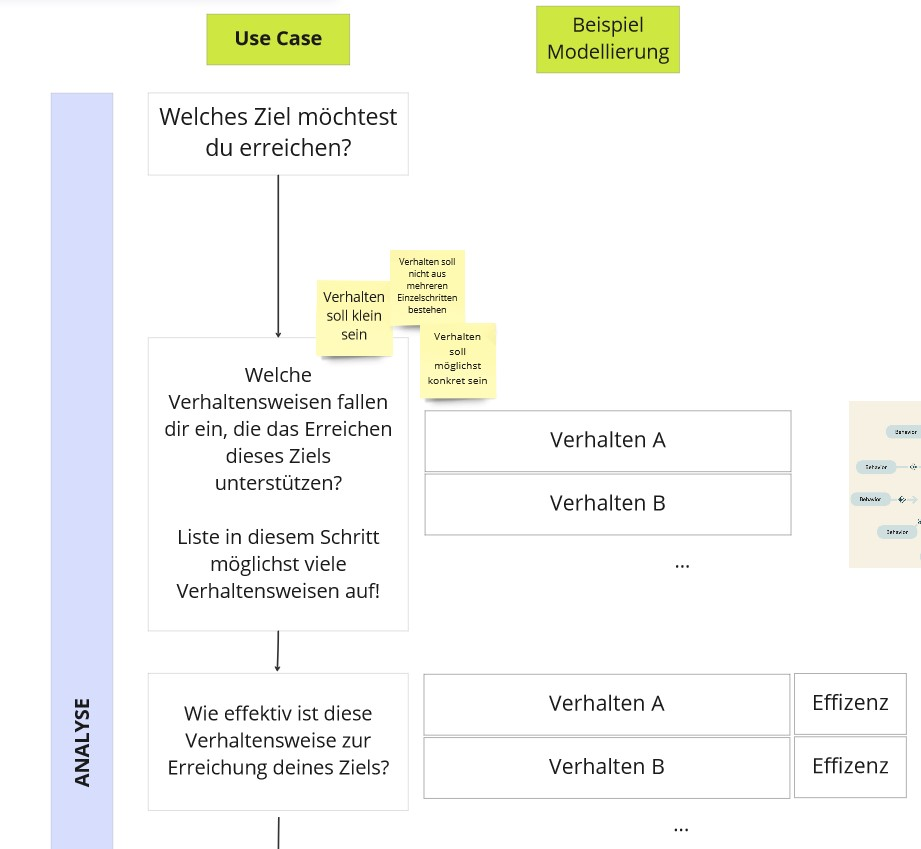 Use Case
Beispiel
Modellierung
Welches Ziel möchtest
du erreichen?
Verhalten soll
nicht aus
mehreren
Einzelschritten
bestehen
Verhalten
soll klein
sein
Verhalten
soll
möglichst
konkret sein
Welche
Verhaltensweisen fallen
dir ein, die das Erreichen
dieses Ziels
unterstützen?
Liste in diesem Schritt
möglichst viele
Verhaltensweisen auf!
Verhalten A
Verhalten B
...
Behavior
Behavior
Behavior
Behavior
ANALYSE
Wie effektiv ist diese
Verhaltensweise zur
Erreichung deines Ziels?
Verhalten A
Effizenz
Verhalten B
Effizenz
...